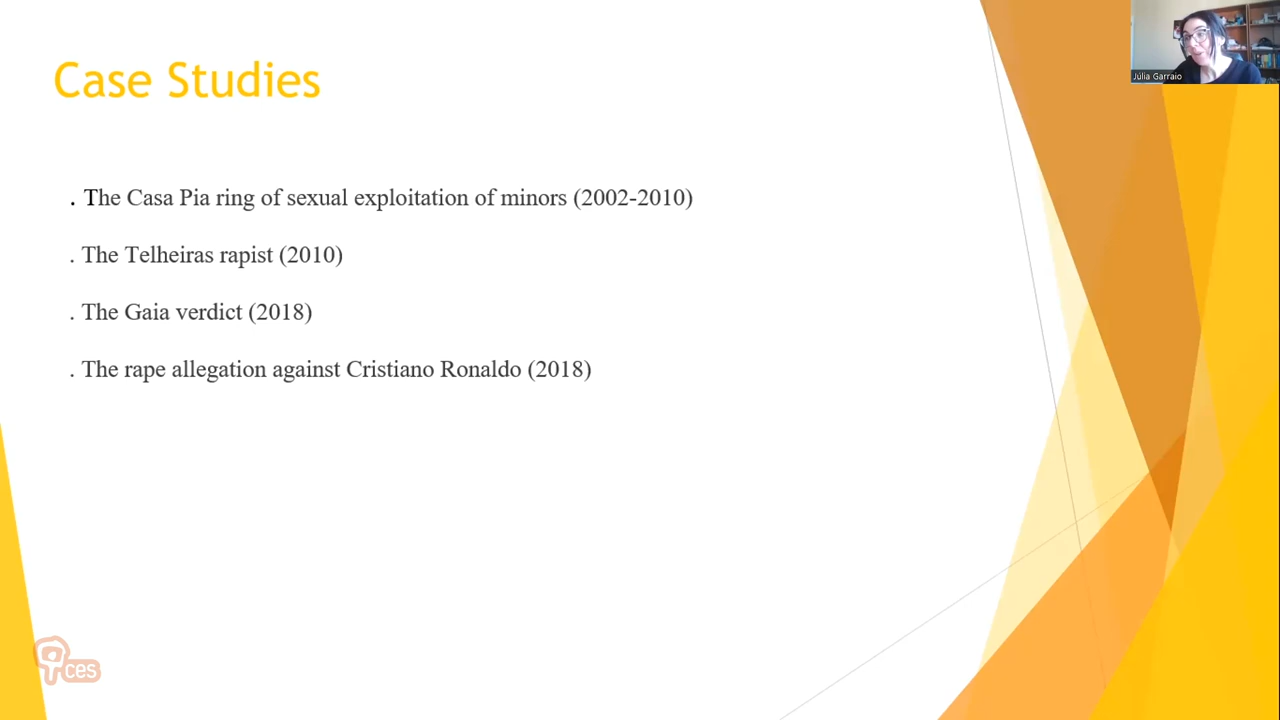 Júlia Garraio
Case Studies
. The Casa Pia ring of sexual exploitation of minors (2002-2010)
. The Telheiras rapist (2010)
. The Gaia verdict (2018)
. The rape allegation against Cristiano Ronaldo (2018)
ces